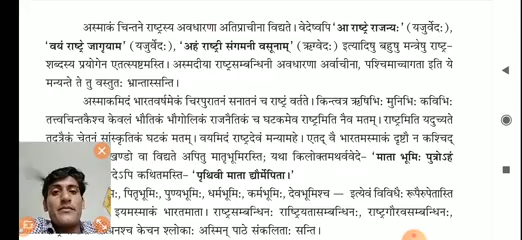 अस्माकं चिन्तने राष्ट्रस्य अवधारणा अतिप्राचीना विद्यते। वेदेष्वपि 'आ राष्ट्रं राजन्यः' (यजुर्वेदः),
'वयं राष्ट्रं जागृयाम' (यजुर्वेदः), 'अहं राष्ट्री संगमनी वसूनाम्' (ऋग्वेदः) इत्यादिषु बहुषु मन्त्रेषु राष्ट्र-
शब्दस्य प्रयोगेन एतत्स्पष्टमस्ति। अस्मदीया राष्ट्रसम्बन्धिनी अवधारणा अर्वाचीना, पश्चिमाच्चागता इति ये
मन्यन्ते ते तु वस्तुतः भ्रान्तास्सन्ति।
अस्माकमिदं भारतवर्षमेकं चिरपुरातनं सनातनं च राष्ट्रं वर्तते। किन्त्वत्र ऋषिभिः मुनिभिः कविभिः
तत्त्वचिन्तकैश्च केवलं भौतिकं भौगोलिकं राजनैतिकं च घटकमेव राष्ट्रमिति नैव मतम्। राष्ट्रमिति यदुच्यते
तदत्रैकं चेतनं सांस्कृतिकं घटकं मतम्। वयमिदं राष्ट्रदेवं मन्यामहे। एतद् वै भारतमस्माकं दृष्टौ न कश्चिद्
खण्डो वा विद्यते अपितु मातृभूमिरस्ति; यथा किलोक्तमथर्ववेदे– 'माता भूमिः पुत्रोऽहं
देऽपि कथितमस्ति– 'पृथिवी माता द्यौर्मेपिता।'
पितृभूमिः, पुण्यभूमिः, धर्मभूमिः, कर्मभूमिः, देवभूमिश्च — इत्येवं विविधैः रूपैरुपेतास्ति
इयमस्माकं भारतमाता। राष्ट्रसम्बन्धिनः राष्ट्रियतासम्बन्धिनः, राष्ट्रगौरवसम्बन्धिनः,
केचन श्लोकाः अस्मिन् पाठे संकलिताः सन्ति।